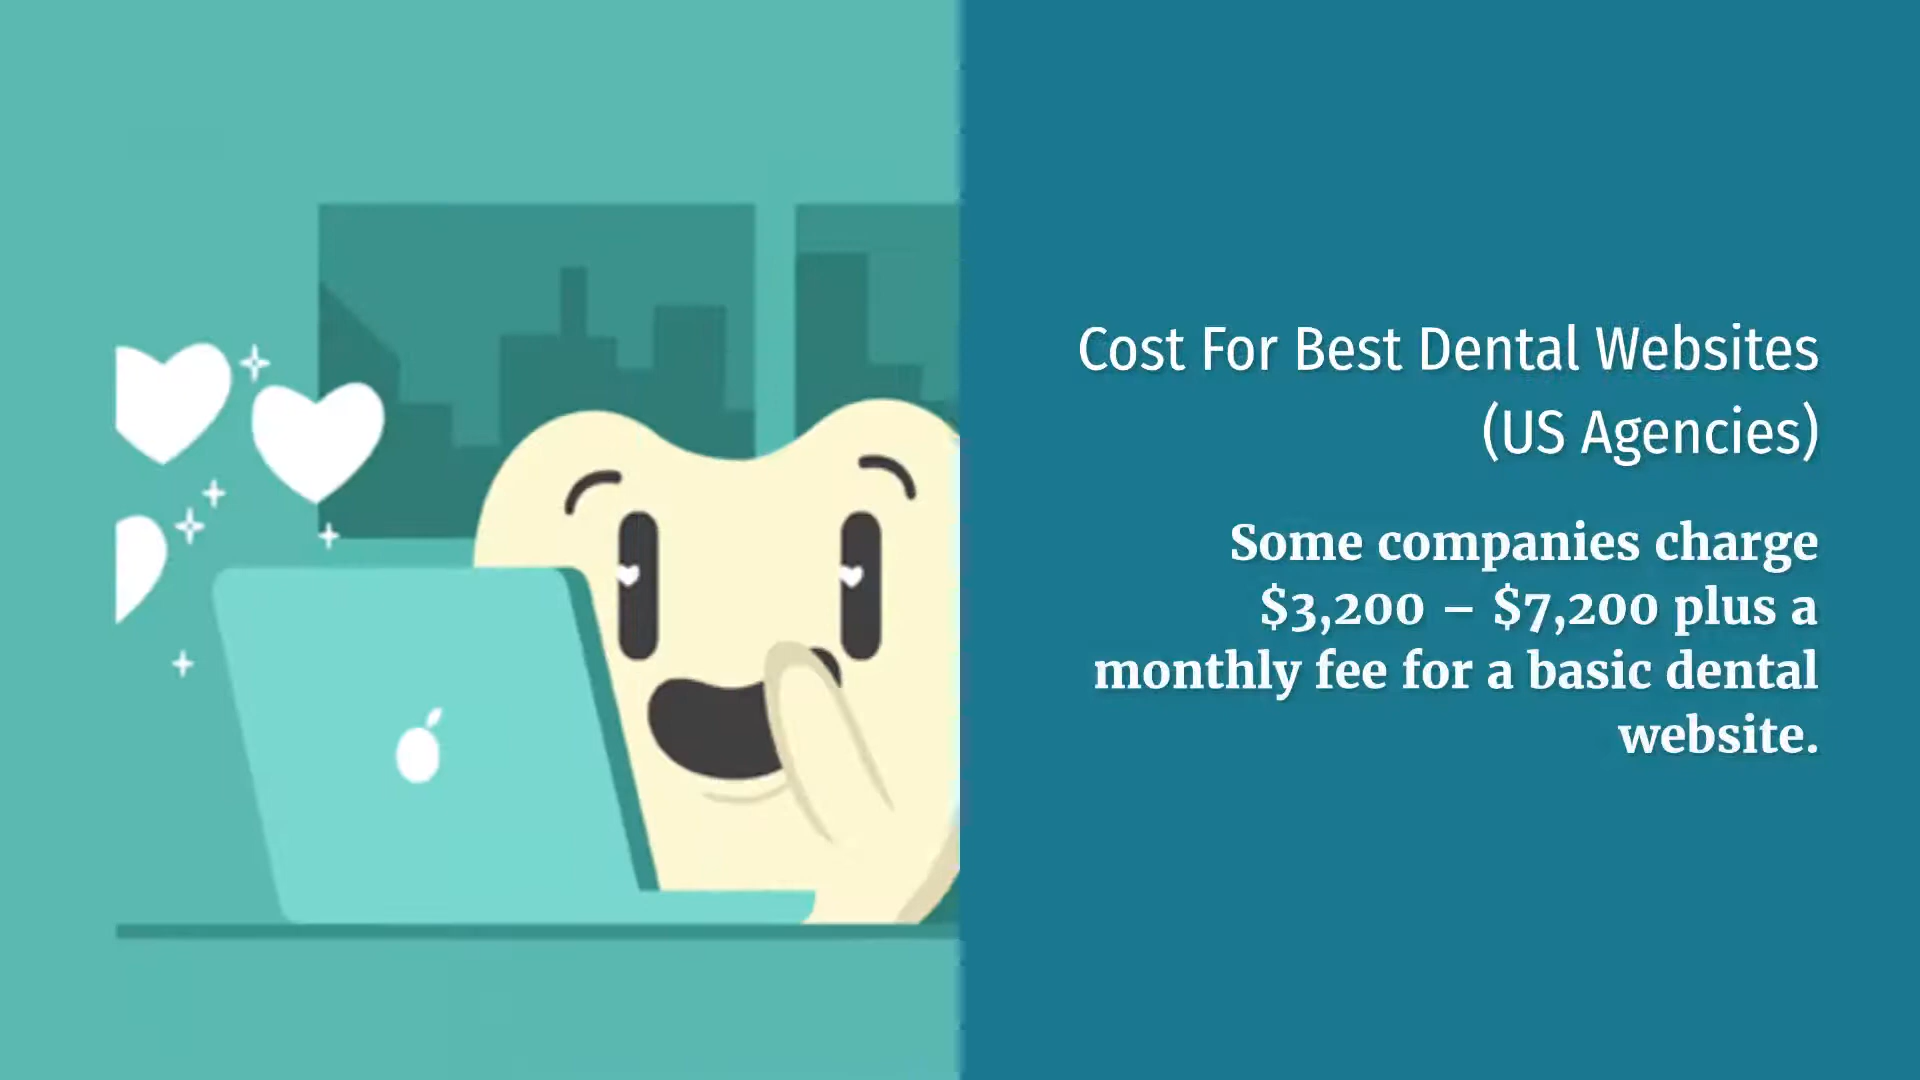 Cost For Best Dental Websites
(US Agencies)
Some companies charge
$3,200 – $7,200 plus a
monthly fee for a basic dental
website.